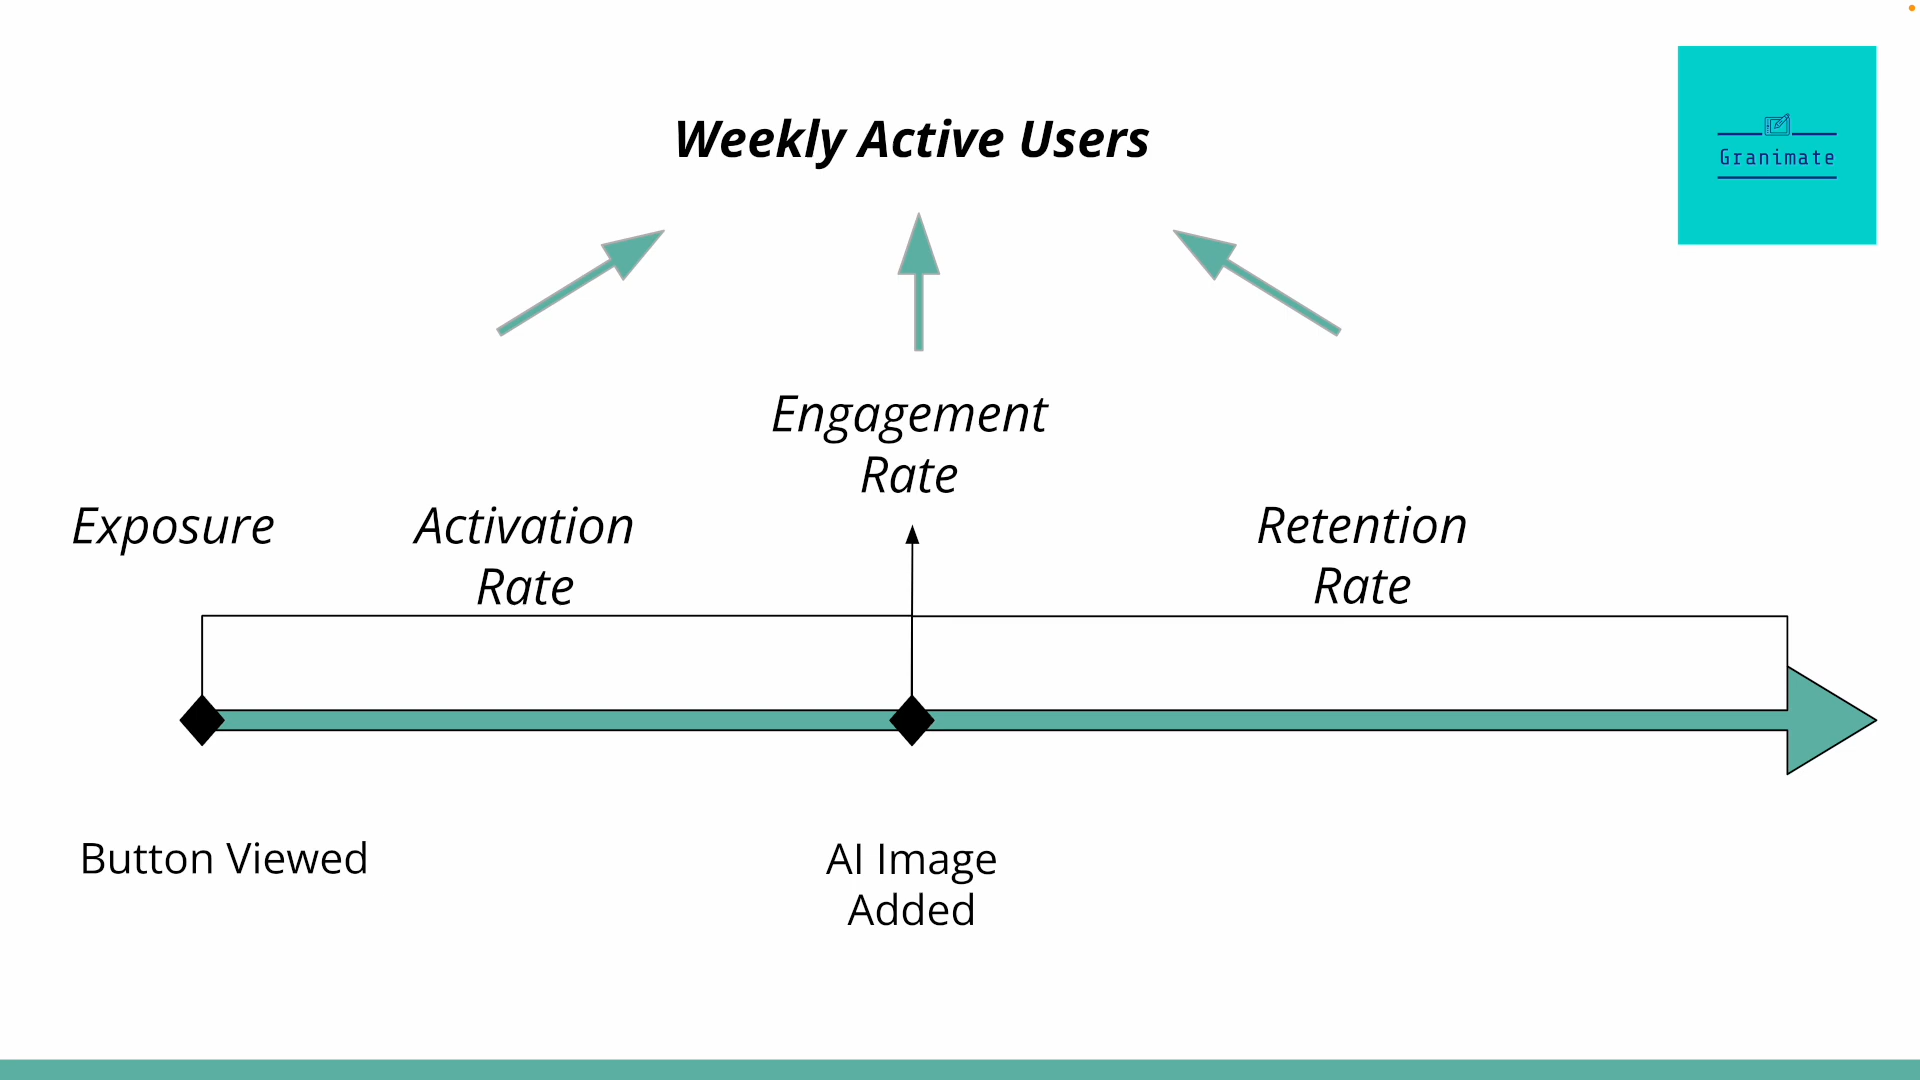 Weekly Active Users
Granimate
Engagement
Rate
Exposure
Activation
Rate
Retention
Rate
Button Viewed
AI Image
Added